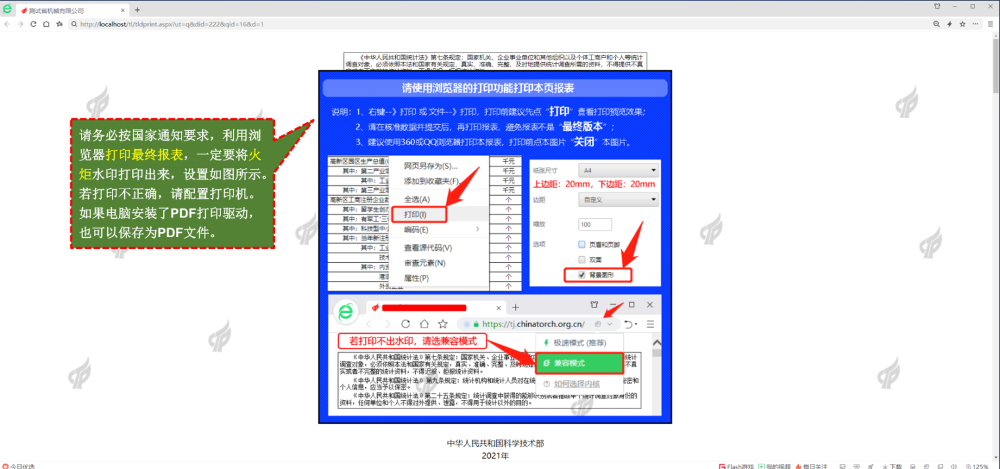 测试省机械有限公司
http://localhost/tl/tldprint.aspx?ut=q&did=222&qid=16&d=1
《中华人民共和国统计法》第七条规定：国家机关、企业事业单位和其他组织以及个体工商户和个人等统计
调查对象，必须依照本法和国家有关规定，真实、准确、完整、及时地提供统计调查所需的资料，不得提供不真
请使用浏览器的打印功能打印本页报表
说明：1、右键--》打印 或 文件--》打印，打印前建议先点“打印”查看打印预览效果；
2、请在核准数据并提交后，再打印报表，避免报表不是“最终版本”；
3、建议使用360或QQ浏览器打印本报表，打印前点本图片“关闭”本图片。
请务必按国家通知要求，利用浏
览器打印最终报表，一定要将火
炬水印打印出来，设置如图所示。
若打印不正确，请配置打印机。
如果电脑安装了PDF打印驱动，
也可以保存为PDF文件。
高新区园区生产总值(
其中：第二产业增
其中：工业
其中：第三产业增
高新区工商注册企业数
其中：留学生创办
其中：有军工“三
其中：科技型中小
其中：当年新注册
其中：工业
技术
其中：内资
港澳
外资企业
网页另存为(S)...
添加到收藏夹(F)...
全选(A)
打印(I)
编码(E)
查看源代码(V)
审查元素(N)
属性(P)
千元
千元
千元
千元
个
个
个
个
个
个
个
个
个
个
纸张尺寸 A4
上边距：20mm，下边距：20mm
边距 自定义
缩放 100
选项 页眉和页脚
双面
背景图形
https://tj.chinatorch.org.cn/
若打印不出水印，请选兼容模式
极速模式 (推荐)
兼容模式
如何选择内核
《中华人民共和国统计法》第七条规定：国家机关、企业事业 统计
调查对象，必须依照本法和国家有关规定，真实、准确、完整、及时地提 不真
实或者不完整的统计资料，不得迟报、拒报统计资料。
《中华人民共和国统计法》第九条规定：统计机构和统计人员对在统 秘密和
个人信息，应当予以保密。
《中华人民共和国统计法》第二十五条规定：统计调查中获得的能够识别或者推断单个统计调查对象身份的
资料，任何单位和个人不得对外提供、泄露，不得用于统计以外的目的。
中华人民共和国科学技术部
2021年
今日优选
Flash游戏 我的视频 每日关注 下载 125%